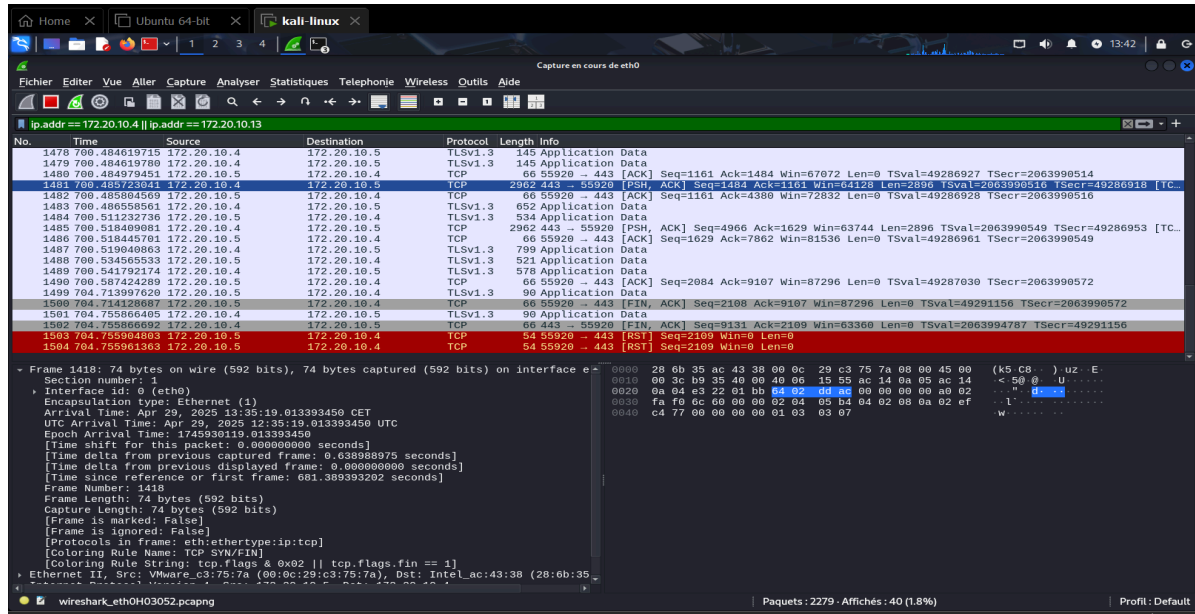 Home Ubuntu 64-bit kali-linux
1 2 3 4 13:42
Capture en cours de eth0
Fichier Editer Vue Aller Capture Analyser Statistiques Telephonie Wireless Outils Aide
ip.addr == 172.20.10.4 || ip.addr == 172.20.10.13
No. Time Source Destination Protocol Length Info
1478 700.484619715 172.20.10.4 172.20.10.5 TLSv1.3 145 Application Data
1479 700.484619780 172.20.10.4 172.20.10.5 TLSv1.3 145 Application Data
1480 700.484979451 172.20.10.5 172.20.10.4 TCP 66 55920 → 443 [ACK] Seq=1161 Ack=1484 Win=67072 Len=0 TSval=49286927 TSecr=2063990514
1481 700.485723041 172.20.10.4 172.20.10.5 TCP 2962 443 → 55920 [PSH, ACK] Seq=1484 Ack=1161 Win=64128 Len=2896 TSval=2063990516 TSecr=49286918 [TC…
1482 700.485804569 172.20.10.5 172.20.10.4 TCP 66 55920 → 443 [ACK] Seq=1161 Ack=4380 Win=72832 Len=0 TSval=49286928 TSecr=2063990516
1483 700.486558561 172.20.10.4 172.20.10.5 TLSv1.3 652 Application Data
1484 700.511232736 172.20.10.5 172.20.10.4 TLSv1.3 534 Application Data
1485 700.518409081 172.20.10.4 172.20.10.5 TCP 2962 443 → 55920 [PSH, ACK] Seq=4966 Ack=1629 Win=63744 Len=2896 TSval=2063990549 TSecr=49286953 [TC…
1486 700.518445701 172.20.10.5 172.20.10.4 TCP 66 55920 → 443 [ACK] Seq=1629 Ack=7862 Win=81536 Len=0 TSval=49286961 TSecr=2063990549
1487 700.519040863 172.20.10.4 172.20.10.5 TLSv1.3 799 Application Data
1488 700.534565533 172.20.10.5 172.20.10.4 TLSv1.3 521 Application Data
1489 700.541792174 172.20.10.4 172.20.10.5 TLSv1.3 578 Application Data
1490 700.587424289 172.20.10.5 172.20.10.4 TCP 66 55920 → 443 [ACK] Seq=2084 Ack=9107 Win=87296 Len=0 TSval=49287030 TSecr=2063990572
1499 704.713997620 172.20.10.5 172.20.10.4 TLSv1.3 90 Application Data
1500 704.714128687 172.20.10.5 172.20.10.4 TCP 66 55920 → 443 [FIN, ACK] Seq=2108 Ack=9107 Win=87296 Len=0 TSval=49291156 TSecr=2063990572
1501 704.755866405 172.20.10.4 172.20.10.5 TLSv1.3 90 Application Data
1502 704.755866692 172.20.10.4 172.20.10.5 TCP 66 443 → 55920 [FIN, ACK] Seq=9131 Ack=2109 Win=63360 Len=0 TSval=2063994787 TSecr=49291156
1503 704.755904803 172.20.10.5 172.20.10.4 TCP 54 55920 → 443 [RST] Seq=2109 Win=0 Len=0
1504 704.755961363 172.20.10.5 172.20.10.4 TCP 54 55920 → 443 [RST] Seq=2109 Win=0 Len=0
Frame 1418: 74 bytes on wire (592 bits), 74 bytes captured (592 bits) on interface e
Section number: 1
Interface id: 0 (eth0)
Encapsulation type: Ethernet (1)
Arrival Time: Apr 29, 2025 13:35:19.013393450 CET
UTC Arrival Time: Apr 29, 2025 12:35:19.013393450 UTC
Epoch Arrival Time: 1745930119.013393450
[Time shift for this packet: 0.000000000 seconds]
[Time delta from previous captured frame: 0.638988975 seconds]
[Time delta from previous displayed frame: 0.000000000 seconds]
[Time since reference or first frame: 681.389393202 seconds]
Frame Number: 1418
Frame Length: 74 bytes (592 bits)
Capture Length: 74 bytes (592 bits)
[Frame is marked: False]
[Frame is ignored: False]
[Protocols in frame: eth:ethertype:ip:tcp]
[Coloring Rule Name: TCP SYN/FIN]
[Coloring Rule String: tcp.flags & 0x02 || tcp.flags.fin == 1]
Ethernet II, Src: VMware_c3:75:7a (00:0c:29:c3:75:7a), Dst: Intel_ac:43:38 (28:6b:35
0000 28 6b 35 ac 43 38 00 0c 29 c3 75 7a 08 00 45 00 (k5·C8·· )·uz··E·
0010 00 3c b9 35 40 00 40 06 15 55 ac 14 0a 05 ac 14 ·<·5@·@· ·U······
0020 0a 04 e3 22 01 bb 64 02 dd ac 00 00 00 00 a0 02 ···"··d· ········
0030 fa f0 6c 60 00 00 02 04 05 b4 04 02 08 0a 02 ef ··l`···· ········
0040 c4 77 00 00 00 00 01 03 03 07 ·w······ ··
wireshark_eth0H03052.pcapng Paquets : 2279 · Affichés : 40 (1.8%) Profil : Default